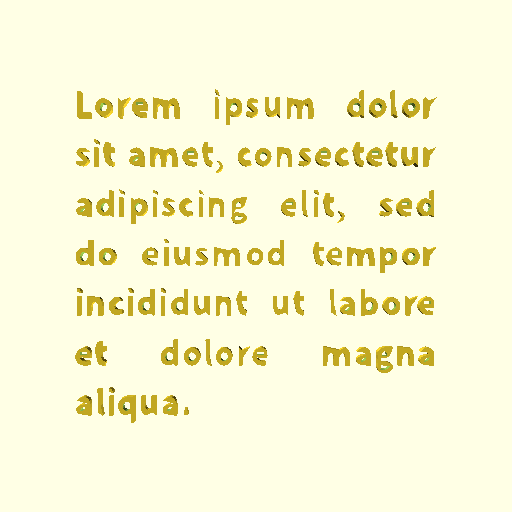 Lorem ipsum dolor
sit amet, consectetur
adipiscing elit, sed
do eiusmod tempor
incididunt ut labore
et dolore magna
aliqua.